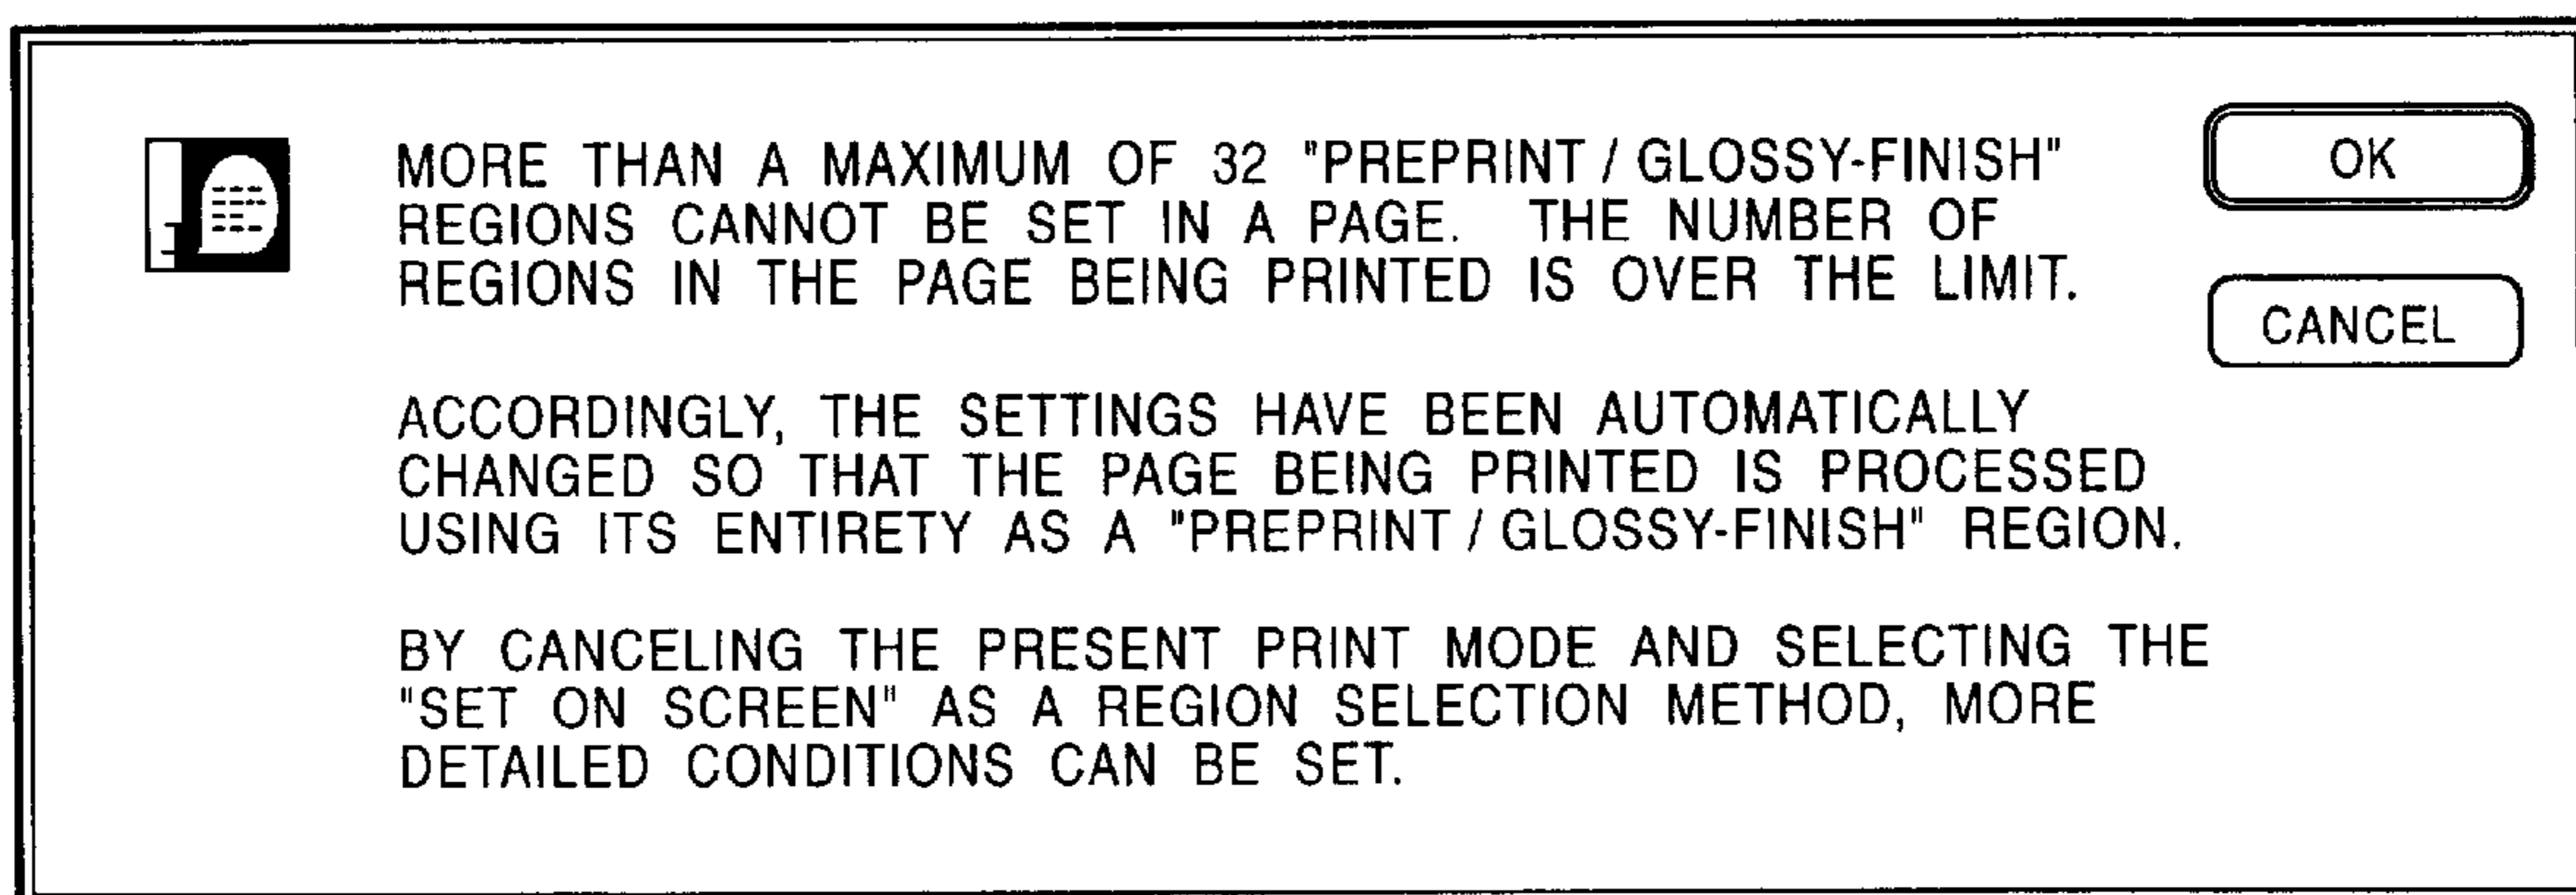 MORE THAN A MAXIMUM OF 32 "PREPRINT / GLOSSY-FINISH"
REGIONS CANNOT BE SET IN A PAGE. THE NUMBER OF
REGIONS IN THE PAGE BEING PRINTED IS OVER THE LIMIT.
OK
CANCEL
ACCORDINGLY, THE SETTINGS HAVE BEEN AUTOMATICALLY
CHANGED SO THAT THE PAGE BEING PRINTED IS PROCESSED
USING ITS ENTIRETY AS A "PREPRINT / GLOSSY-FINISH" REGION.
BY CANCELING THE PRESENT PRINT MODE AND SELECTING THE
"SET ON SCREEN" AS A REGION SELECTION METHOD, MORE
DETAILED CONDITIONS CAN BE SET.